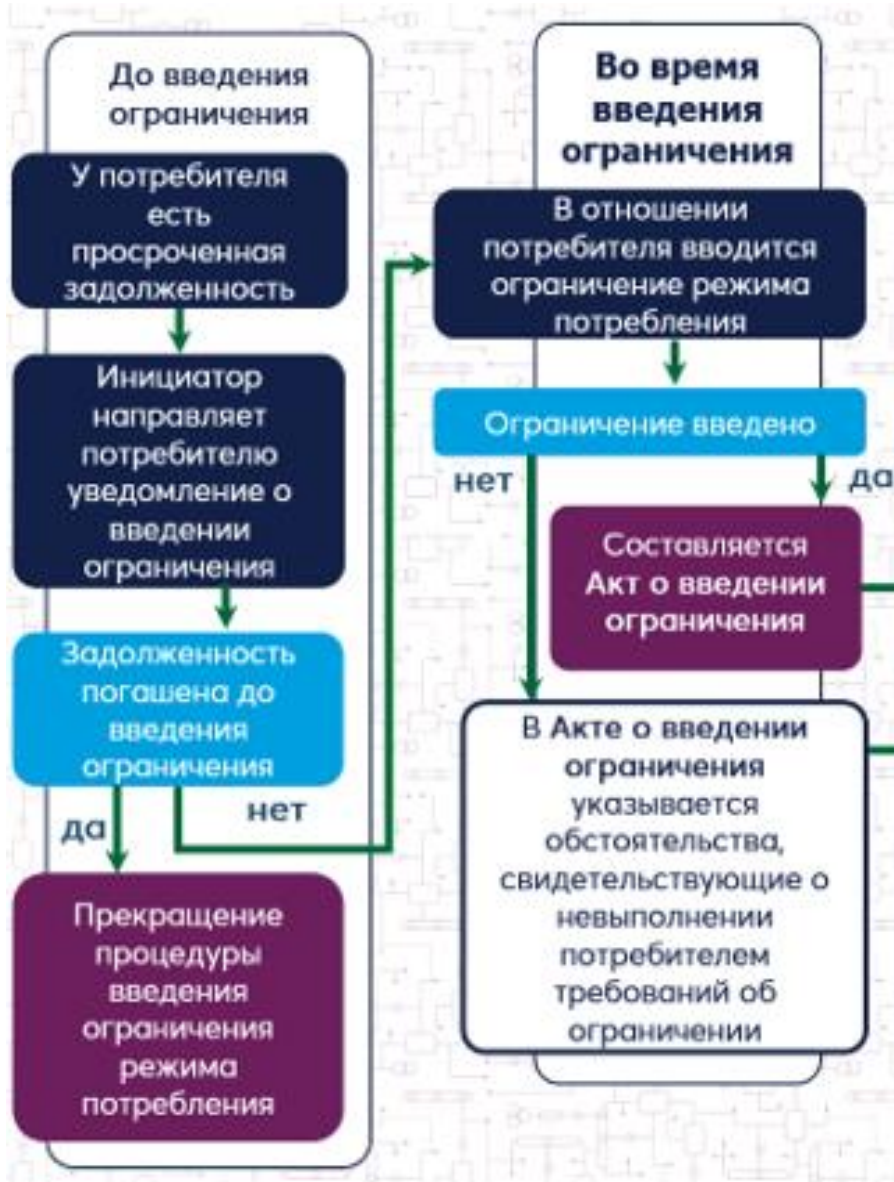 До введения
ограничения
У потребителя
есть
просроченная
задолженность
Инициатор
направляет
потребителю
уведомление о
введении
ограничения
Задолженность
погашена до
введения
ограничения
да
нет
Прекращение
процедуры
введения
ограничения
режима
потребления
Во время
введения
ограничения
В отношении
потребителя вводится
ограничение режима
потребления
Ограничение введено
нет
да
Составляется
Акт о введении
ограничения
В Акте о введении
ограничения
указывается
обстоятельства,
свидетельствующие о
невыполнении
потребителем
требований об
ограничении